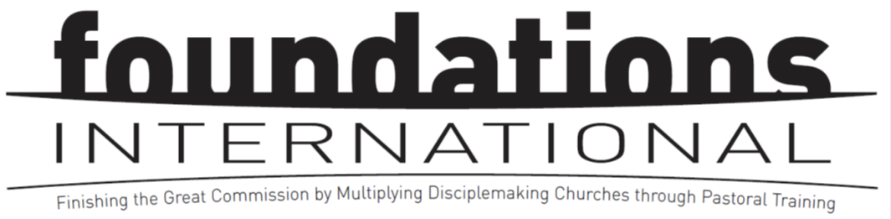 foundations
INTERNATIONAL
Finishing the Great Commission by Multiplying Disciplemaking Churches through Pastoral Training